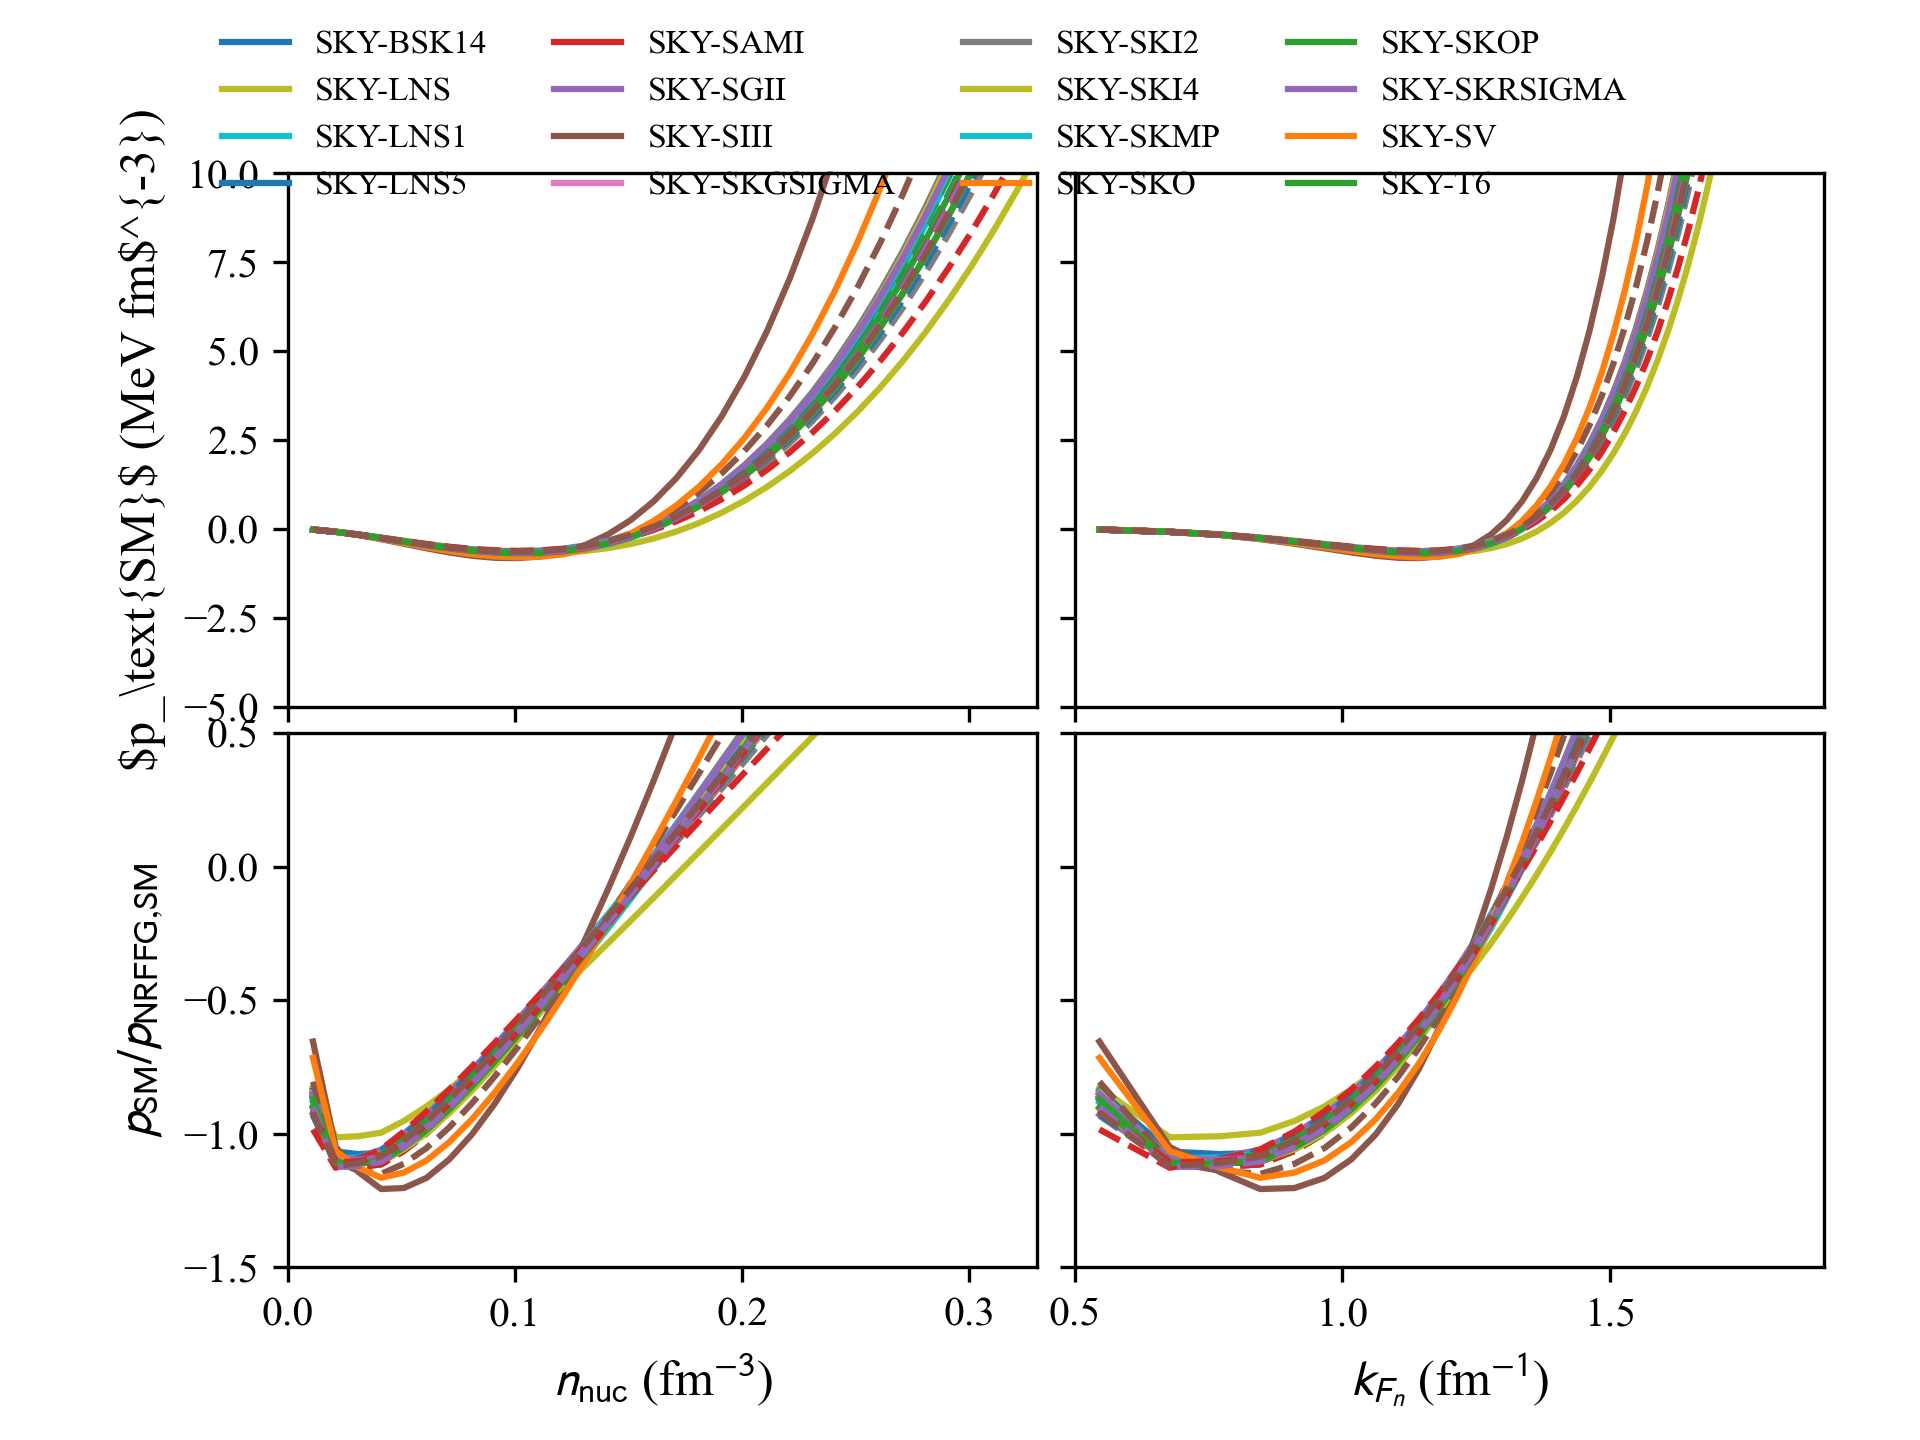 SKY-BSK14 SKY-SAMI SKY-SKI2 SKY-SKOP
SKY-LNS SKY-SGII SKY-SKI4 SKY-SKRSIGMA
SKY-LNS1 SKY-SIII SKY-SKMP SKY-SV
SKY-LNS5 SKY-SKGSIGMA SKY-SKO SKY-T6
$p_\text{SM}$ (MeV fm$^{-3})
10.0
7.5
5.0
2.5
0.0
−2.5
−5.0
p_SM/p_NRFFG,SM
0.5
0.0
−0.5
−1.0
−1.5
0.0 0.1 0.2 0.3
0.5 1.0 1.5
n_nuc (fm⁻³)
k_F_n (fm⁻¹)